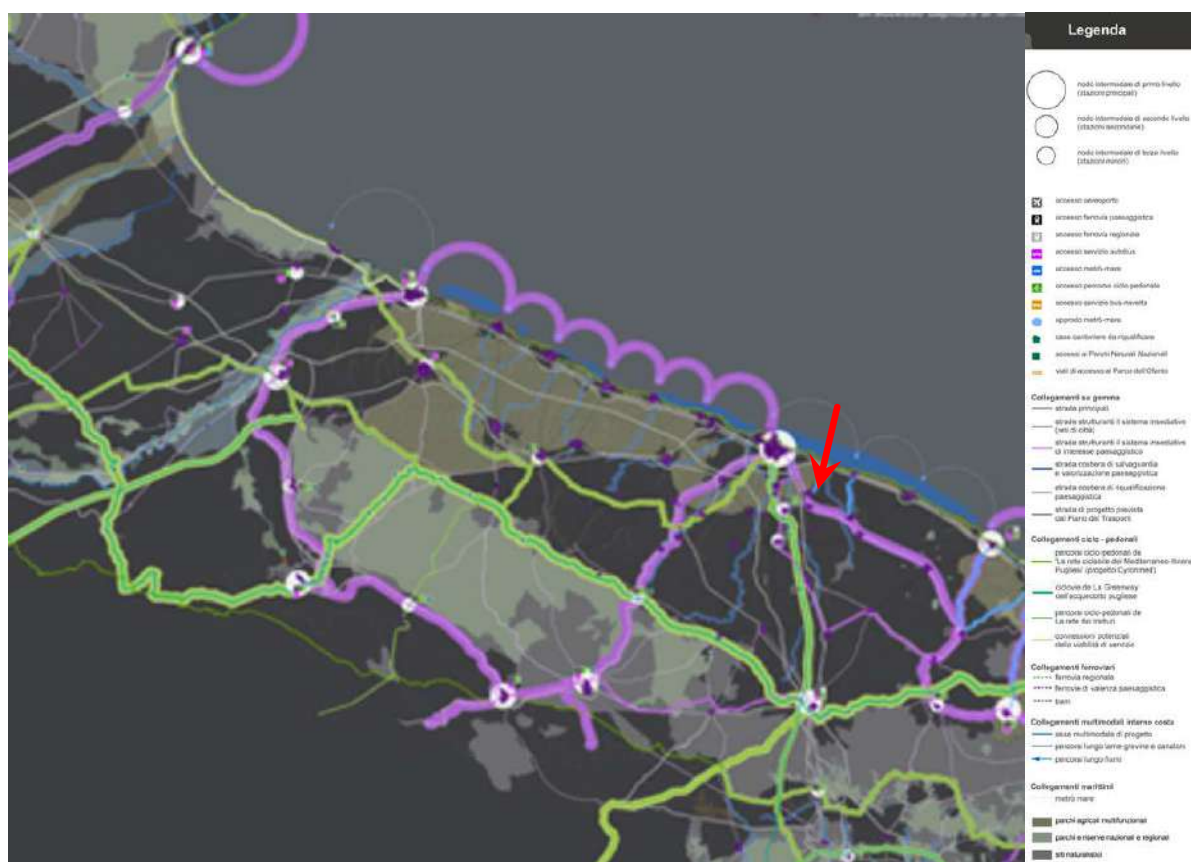 Legenda
nodo intermodale di primo livello
(stazioni principali)
nodo intermodale di secondo livello
(stazioni secondarie)
nodo intermodale di terzo livello
(stazioni minori)
accesso aeroporto
accesso ferrovia paesaggistica
accesso ferrovia regionale
accesso servizio autobus
accesso metrò-mare
accesso percorso ciclo-pedonale
accesso servizio bus-navetta
approdo metrò-mare
case cantoniere da riqualificare
accesso ai Parchi Naturali Nazionali
viali di accesso al Parco dell'Ofanto
Collegamenti su gomma
strade principali
strade strutturanti il sistema insediativo
(reti di città)
strade strutturanti il sistema insediativo
di interesse paesaggistico
strada costiera di salvaguardia
e valorizzazione paesaggistica
strada costiera di riqualificazione
paesaggistica
strade di progetto previste
dal Piano dei Trasporti
Collegamenti ciclo - pedonali
percorsi ciclo-pedonali de
'La rete ciclabile del Mediterraneo-Itinerari
Pugliesi' (progetto Cyronmed)
ciclovie de La Greenway
dell'acquedotto pugliese
percorsi ciclo-pedonali de
La rete dei tratturi
connessioni potenziali
della viabilità di servizio
Collegamenti ferroviari
ferrovia regionale
ferrovie di valenza paesaggistica
tram
Collegamenti multimodali interno costa
asse multimodale di progetto
percorsi lungo lame gravine e canaloni
percorsi lungo fiumi
Collegamenti marittimi
metrò mare
parchi agricoli multifunzionali
parchi e riserve nazionali e regionali
siti naturalistici